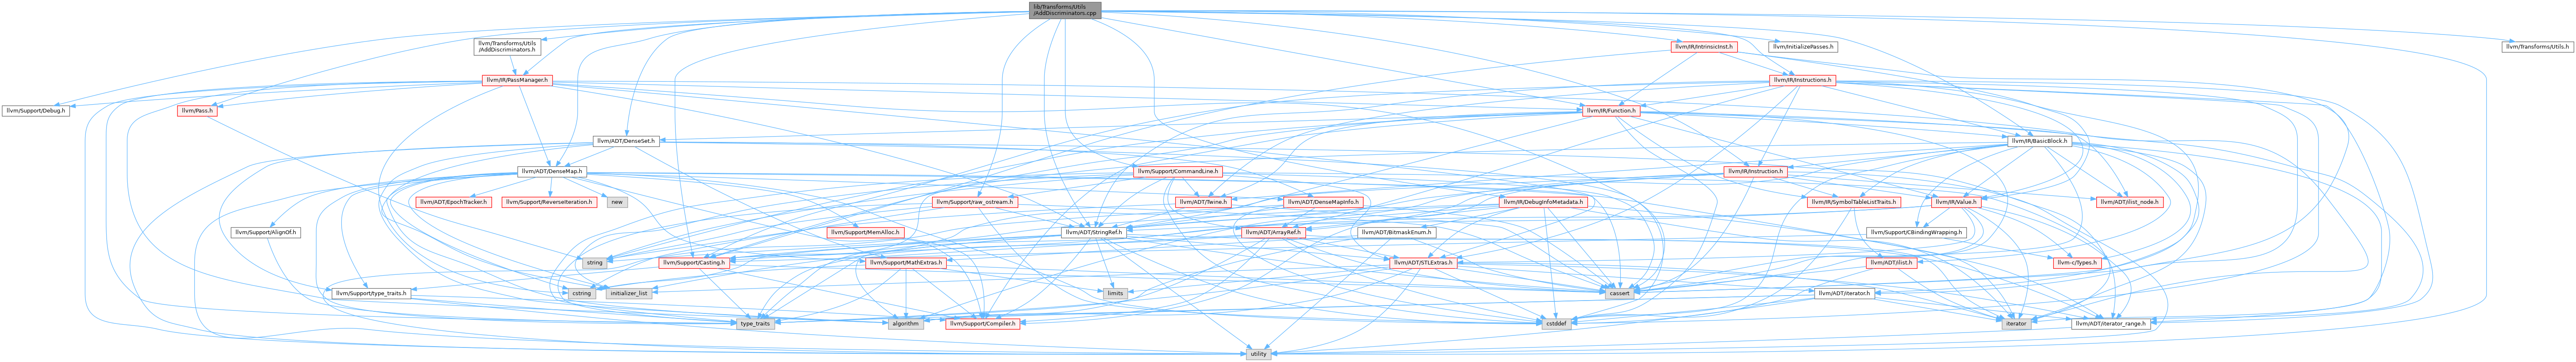 lib/Transforms/Utils
/AddDiscriminators.cpp
llvm/Transforms/Utils
/AddDiscriminators.h
llvm/IR/IntrinsicInst.h
llvm/InitializePasses.h
llvm/Transforms/Utils.h
llvm/IR/PassManager.h
llvm/IR/Instructions.h
llvm/Support/Debug.h
llvm/Pass.h
llvm/IR/Function.h
llvm/ADT/DenseSet.h
llvm/IR/BasicBlock.h
llvm/ADT/DenseMap.h
llvm/Support/CommandLine.h
llvm/IR/Instruction.h
llvm/ADT/EpochTracker.h
llvm/Support/ReverseIteration.h
new
llvm/Support/raw_ostream.h
llvm/ADT/Twine.h
llvm/ADT/DenseMapInfo.h
llvm/IR/DebugInfoMetadata.h
llvm/IR/SymbolTableListTraits.h
llvm/IR/Value.h
llvm/ADT/ilist_node.h
llvm/Support/AlignOf.h
llvm/Support/MemAlloc.h
llvm/ADT/StringRef.h
llvm/ADT/ArrayRef.h
llvm/ADT/BitmaskEnum.h
llvm/Support/CBindingWrapping.h
string
llvm/Support/Casting.h
llvm/Support/MathExtras.h
llvm/ADT/STLExtras.h
llvm/ADT/ilist.h
llvm-c/Types.h
llvm/Support/type_traits.h
cstring
initializer_list
limits
cassert
llvm/ADT/iterator.h
type_traits
algorithm
llvm/Support/Compiler.h
cstddef
iterator
llvm/ADT/iterator_range.h
utility